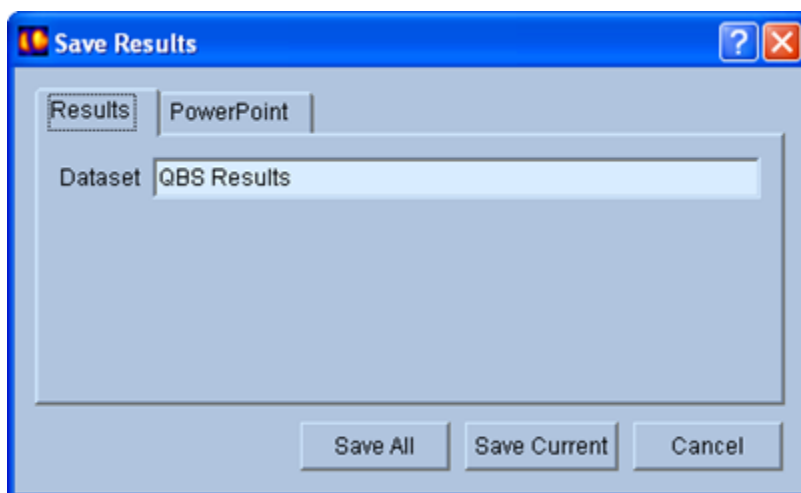 Save Results
?
Results PowerPoint
Dataset QBS Results
Save All Save Current Cancel